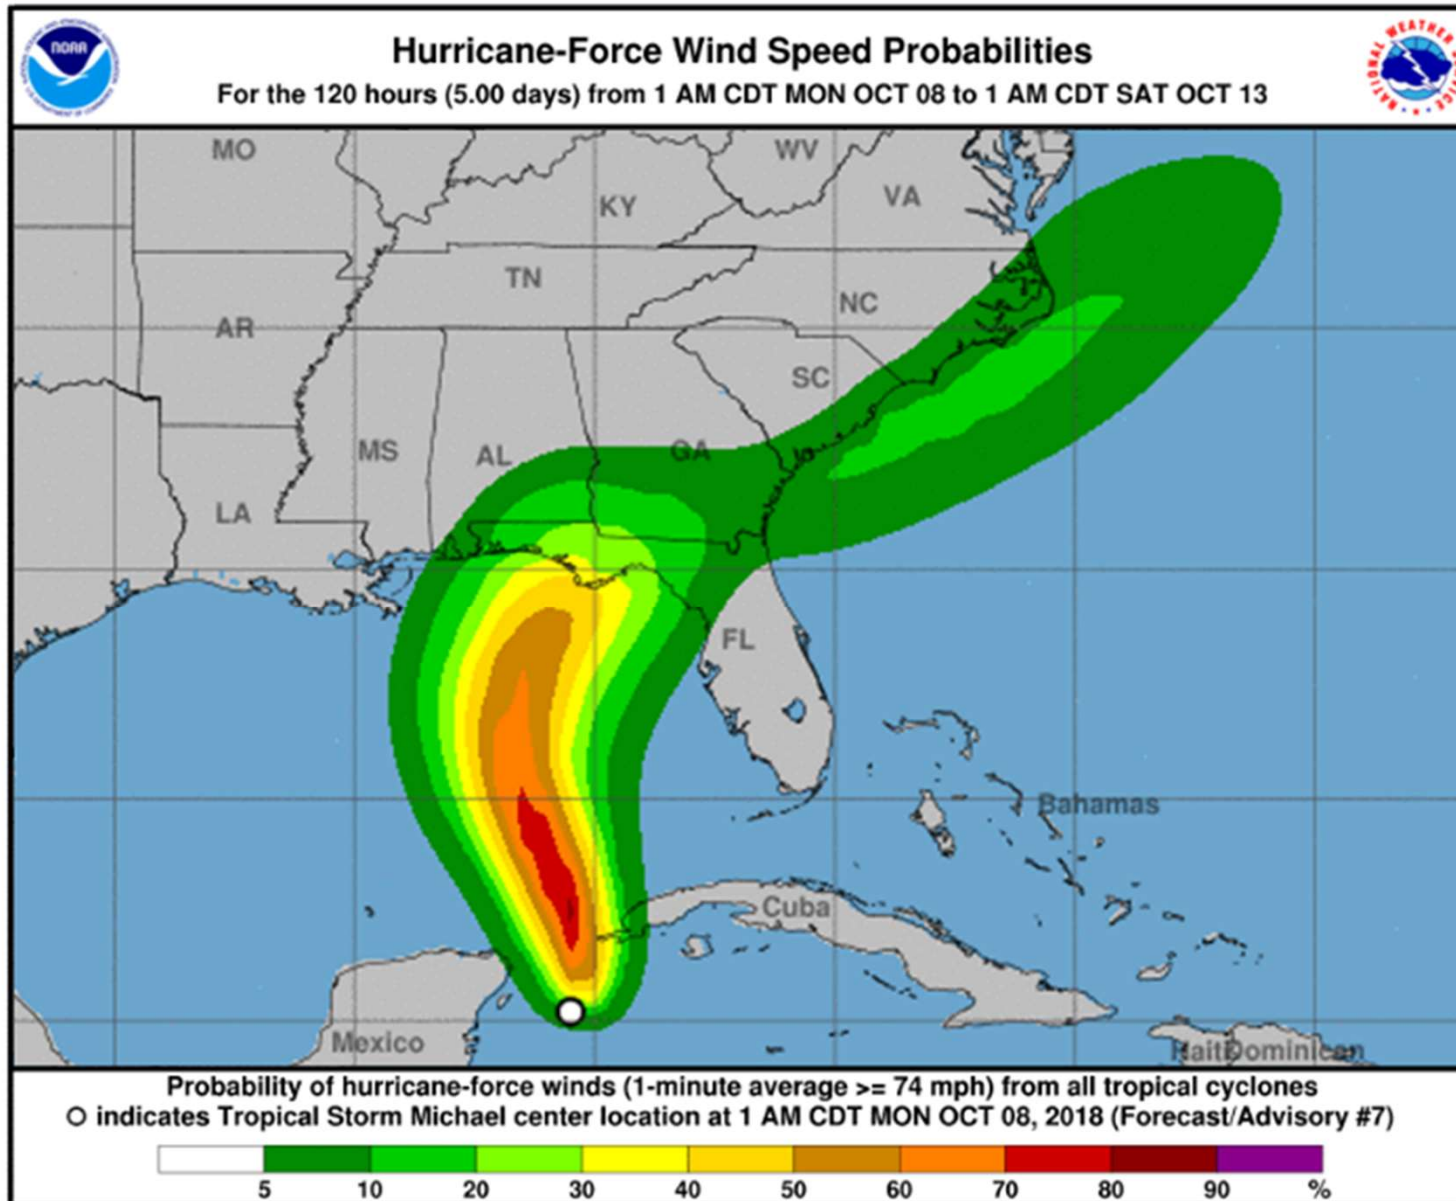 NOAA
Hurricane-Force Wind Speed Probabilities
For the 120 hours (5.00 days) from 1 AM CDT MON OCT 08 to 1 AM CDT SAT OCT 13
NATIONAL WEATHER
MO
WV
KY
VA
TN
NC
AR
SC
MS
AL
GA
LA
FL
Bahamas
Cuba
Mexico
Haiti
Dominican
Probability of hurricane-force winds (1-minute average >= 74 mph) from all tropical cyclones
O indicates Tropical Storm Michael center location at 1 AM CDT MON OCT 08, 2018 (Forecast/Advisory #7)
5 10 20 30 40 50 60 70 80 90 %